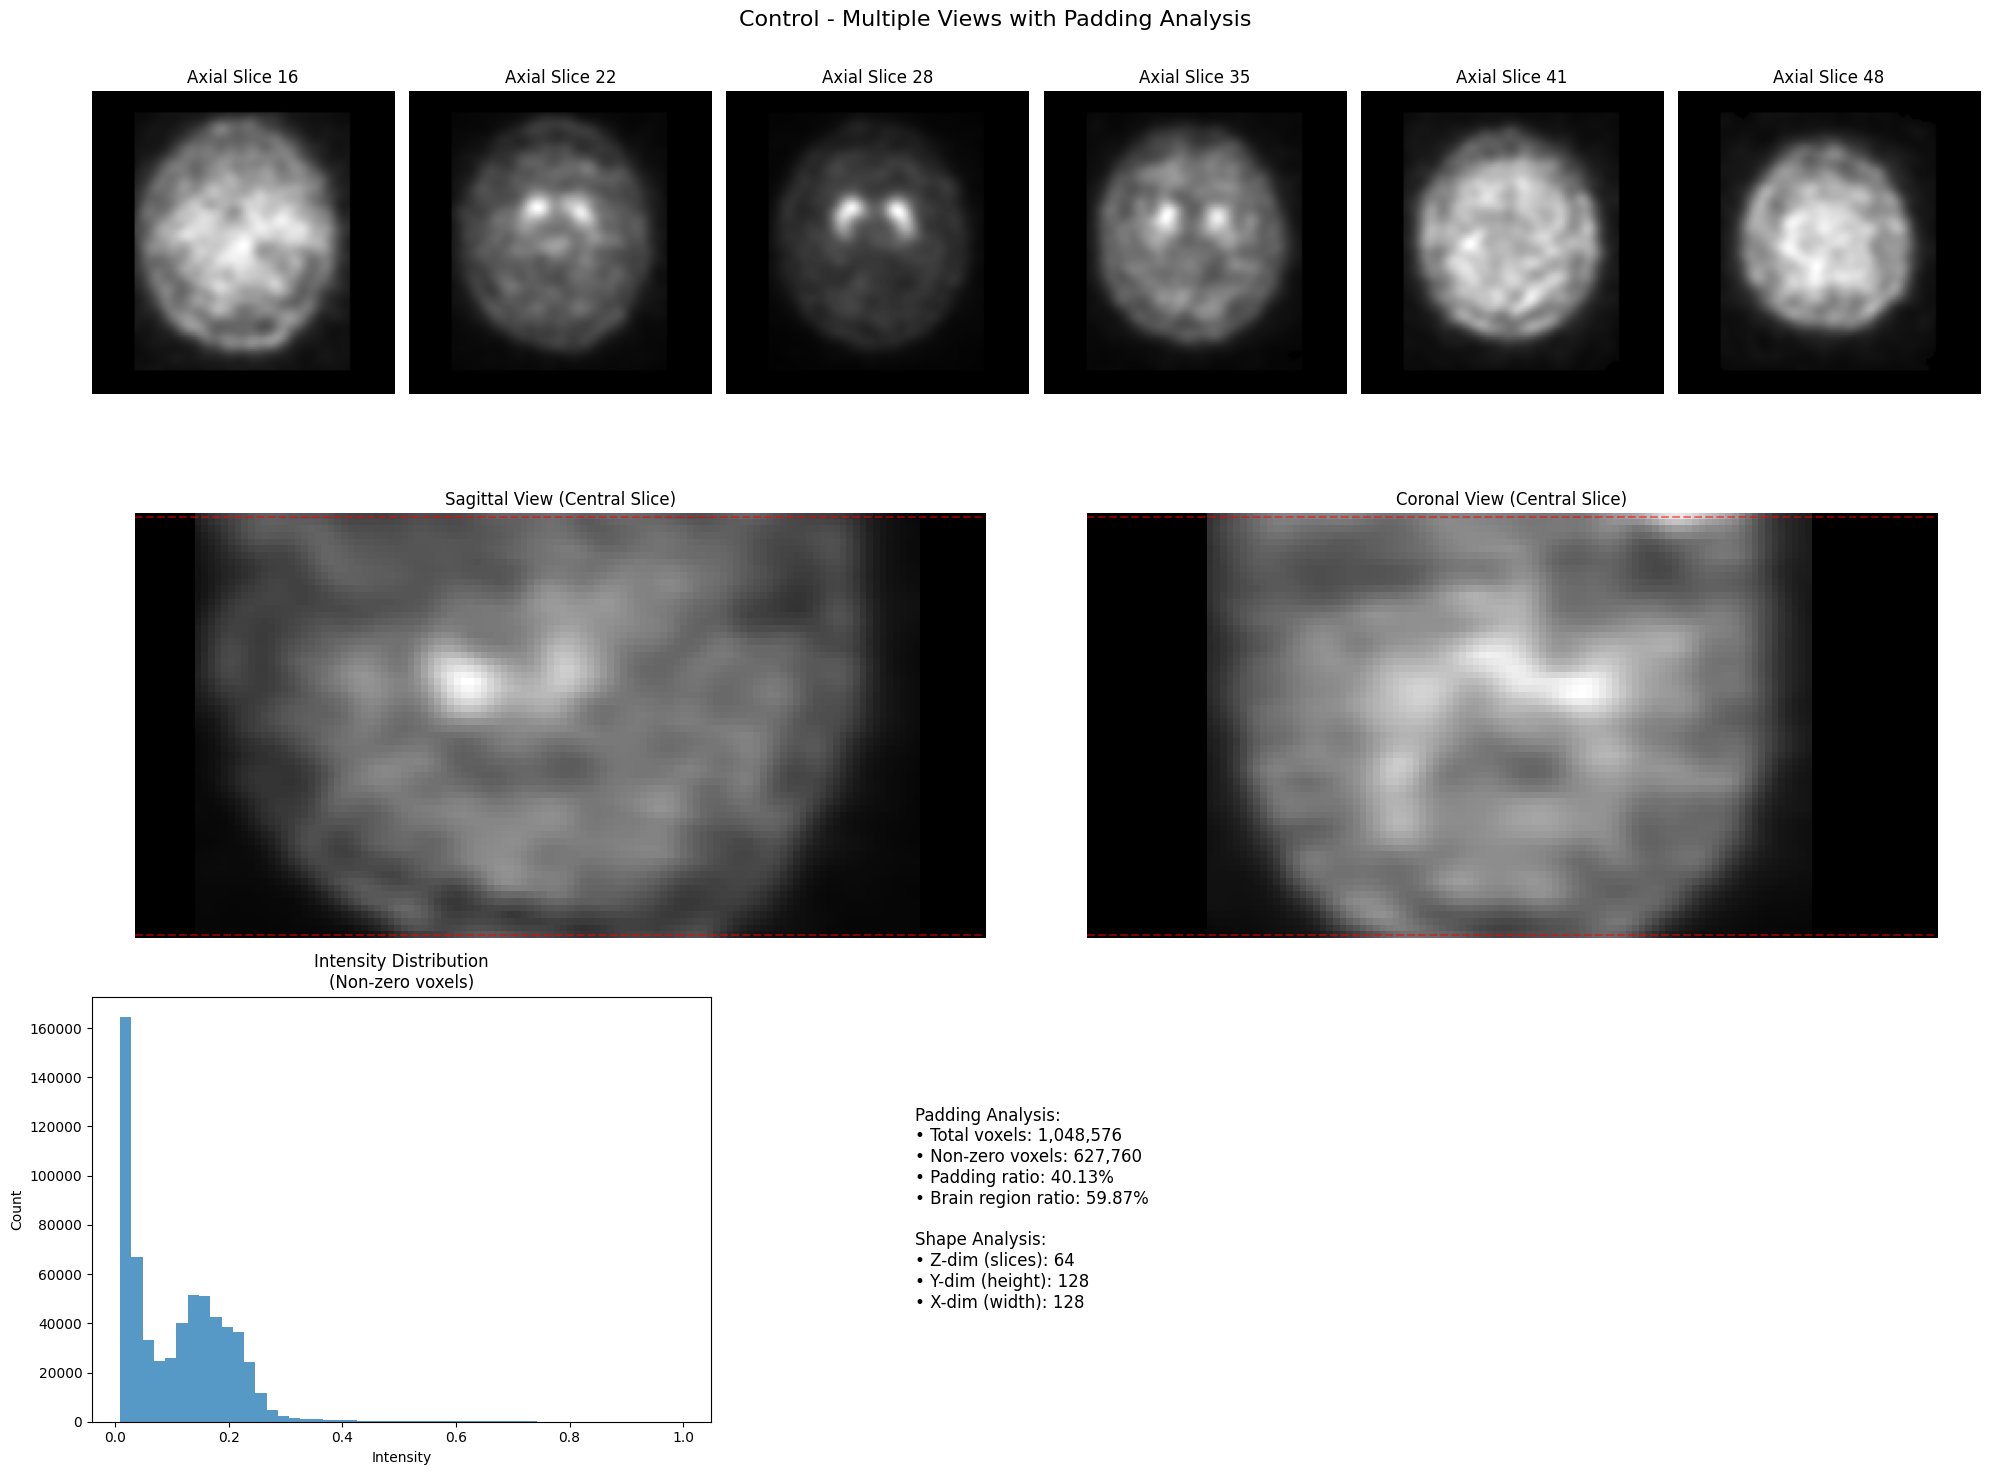 Control - Multiple Views with Padding Analysis
Axial Slice 16
Axial Slice 22
Axial Slice 28
Axial Slice 35
Axial Slice 41
Axial Slice 48
Sagittal View (Central Slice)
Coronal View (Central Slice)
Intensity Distribution
(Non-zero voxels)
160000
140000
120000
100000
80000
60000
40000
20000
0
Count
0.0
0.2
0.4
0.6
0.8
1.0
Intensity
Padding Analysis:
• Total voxels: 1,048,576
• Non-zero voxels: 627,760
• Padding ratio: 40.13%
• Brain region ratio: 59.87%
Shape Analysis:
• Z-dim (slices): 64
• Y-dim (height): 128
• X-dim (width): 128